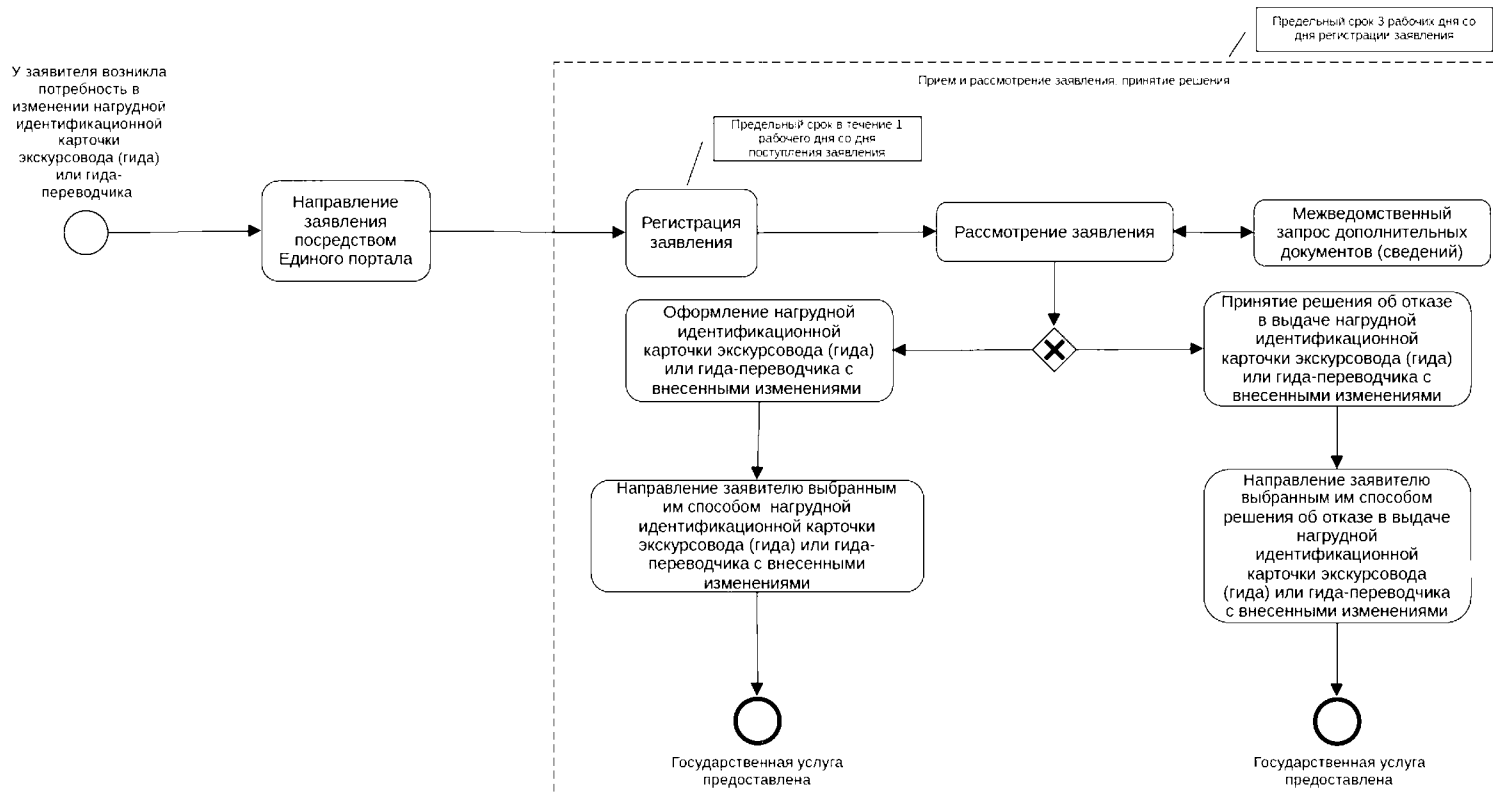 Предельный срок 3 рабочих дня со
дня регистрации заявления
У заявителя возникла
потребность в
изменении нагрудной
идентификационной
карточки
экскурсовода (гида)
или гида-
переводчика
Прием и рассмотрение заявления, принятие решения
Предельный срок в течение 1
рабочего дня со дня
поступления заявления
Направление
заявления
посредством
Единого портала
Регистрация
заявления
Рассмотрение заявления
Межведомственный
запрос дополнительных
документов (сведений)
Оформление нагрудной
идентификационной
карточки экскурсовода (гида)
или гида-переводчика с
внесенными изменениями
Принятие решения об отказе
в выдаче нагрудной
идентификационной
карточки экскурсовода (гида)
или гида-переводчика с
внесенными изменениями
Направление заявителю выбранным
им способом нагрудной
идентификационной карточки
экскурсовода (гида) или гида-
переводчика с внесенными
изменениями
Направление заявителю
выбранным им способом
решения об отказе в выдаче
нагрудной
идентификационной
карточки экскурсовода
(гида) или гида-переводчика
с внесенными изменениями
Государственная услуга
предоставлена
Государственная услуга
предоставлена